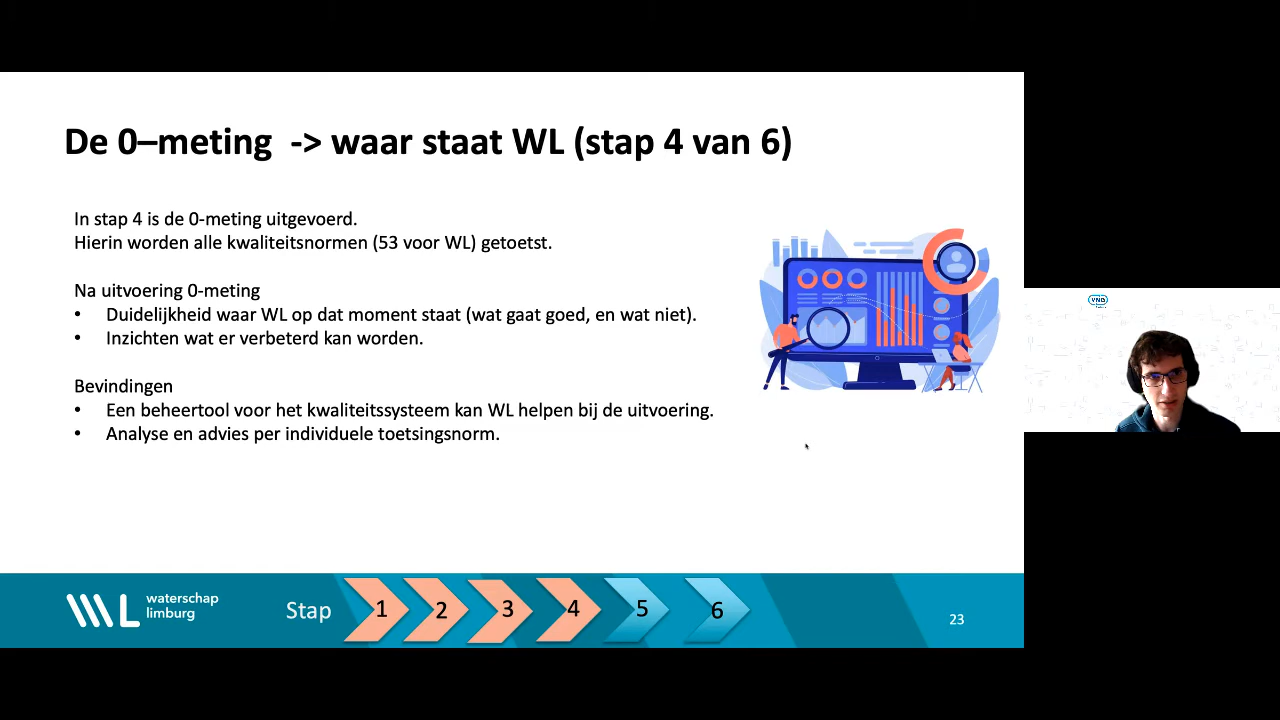 De 0–meting -> waar staat WL (stap 4 van 6)
In stap 4 is de 0-meting uitgevoerd.
Hierin worden alle kwaliteitsnormen (53 voor WL) getoetst.
Na uitvoering 0-meting
• Duidelijkheid waar WL op dat moment staat (wat gaat goed, en wat niet).
• Inzichten wat er verbeterd kan worden.
Bevindingen
• Een beheertool voor het kwaliteitssysteem kan WL helpen bij de uitvoering.
• Analyse en advies per individuele toetsingsnorm.
WL waterschap
limburg
Stap 1 2 3 4 5 6
23